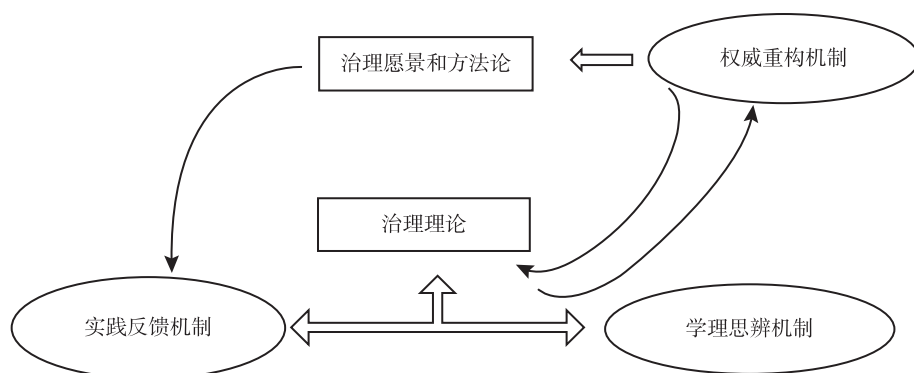 治理愿景和方法论
权威重构机制
治理理论
实践反馈机制
学理思辨机制